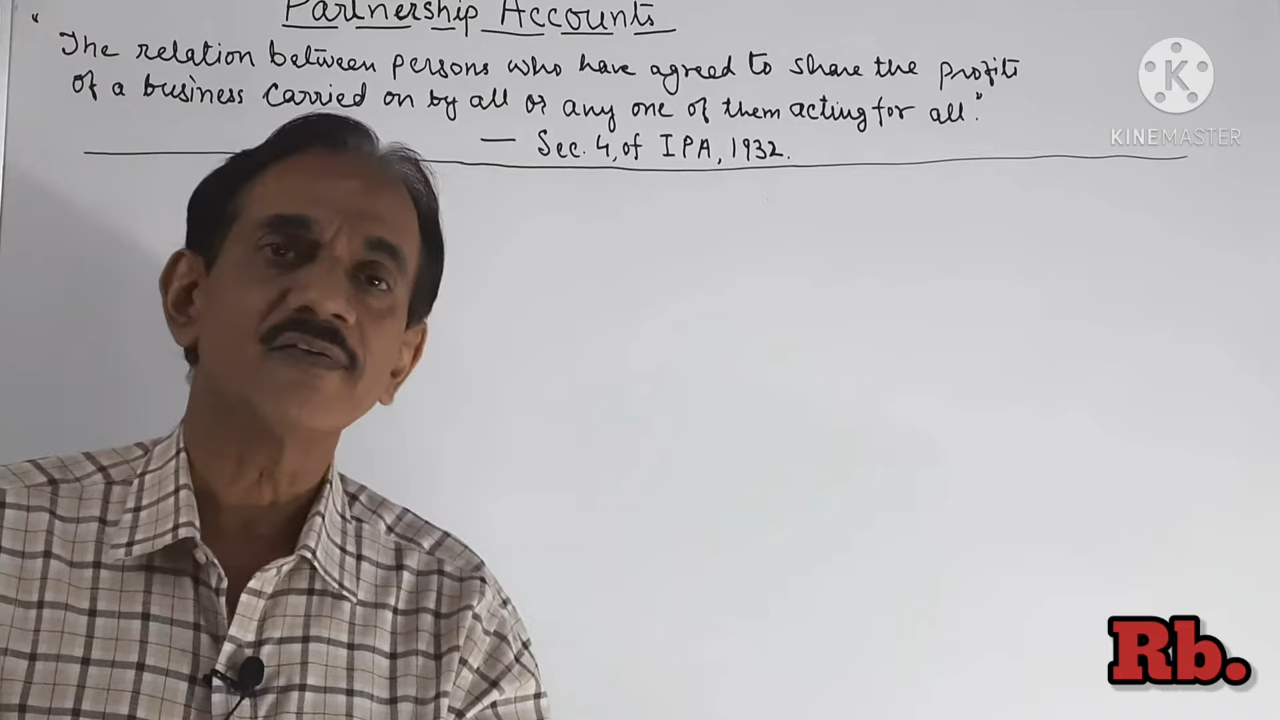 Partnership Accounts
"The relation between persons who have agreed to share the profits
of a business carried on by all or any one of them acting for all."
— Sec. 4, of IPA, 1932.
K
KINEMASTER
Rb.